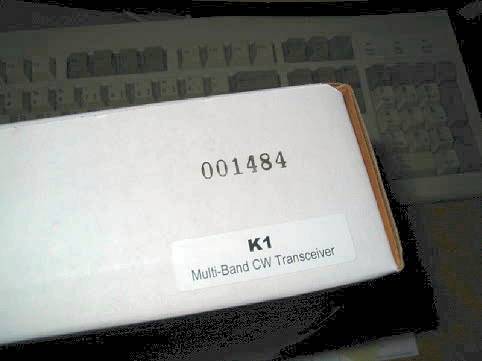 001484
K1
Multi-Band CW Transceiver